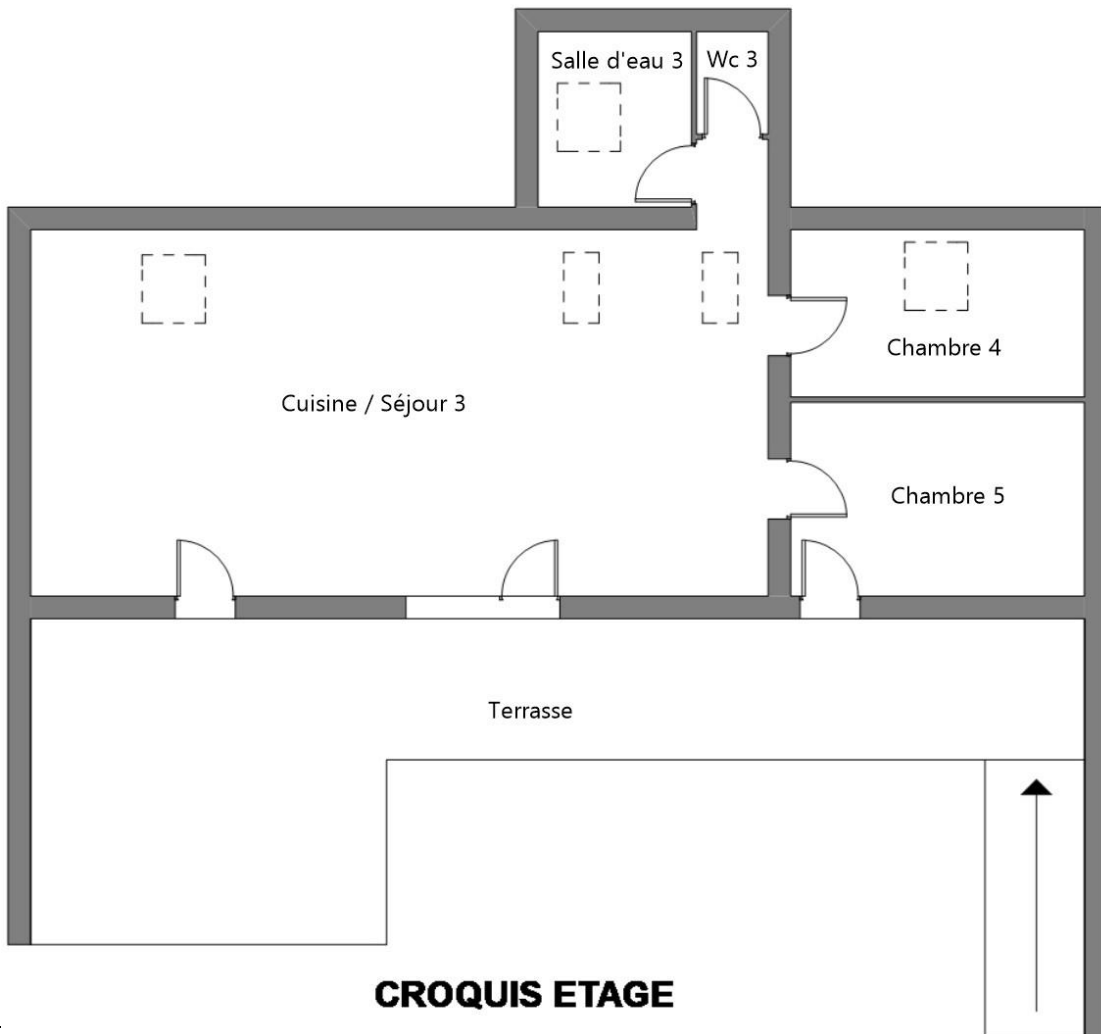 Salle d'eau 3
Wc 3
Chambre 4
Cuisine / Séjour 3
Chambre 5
Terrasse
CROQUIS ETAGE